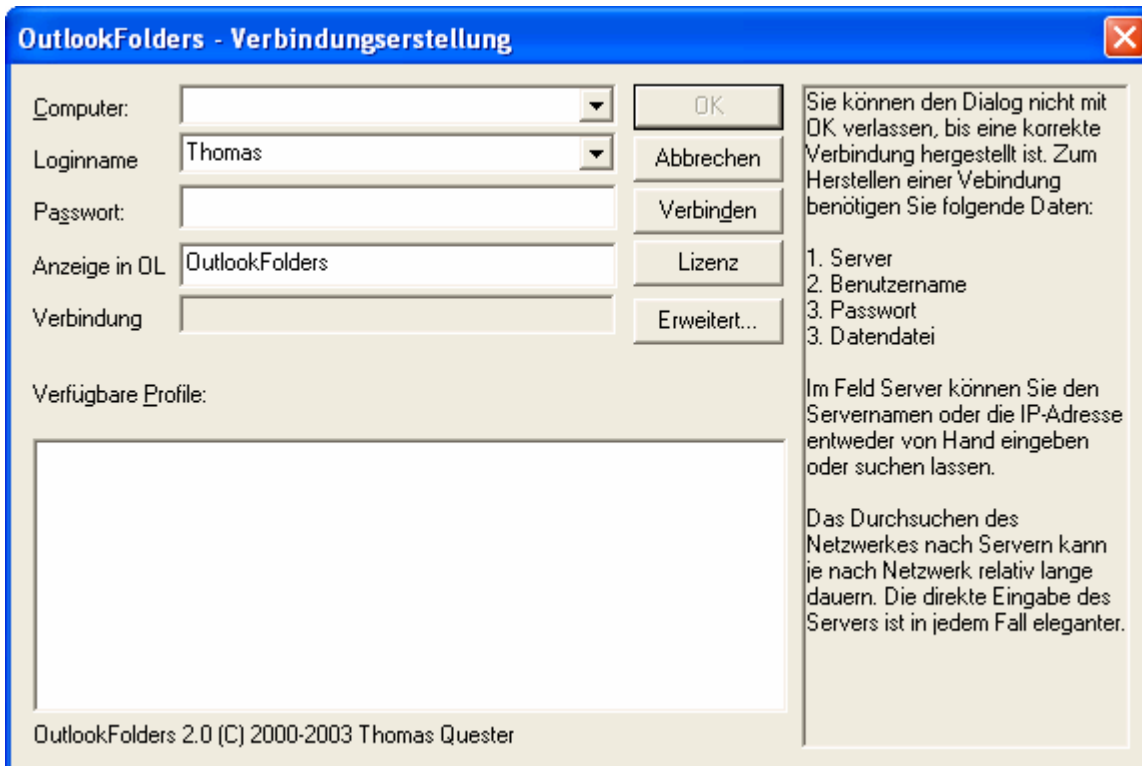 OutlookFolders - Verbindungserstellung
Computer:
OK
Loginname
Thomas
Abbrechen
Passwort:
Verbinden
Anzeige in OL
OutlookFolders
Lizenz
Verbindung
Erweitert...
Verfügbare Profile:
OutlookFolders 2.0 (C) 2000-2003 Thomas Quester
Sie können den Dialog nicht mit
OK verlassen, bis eine korrekte
Verbindung hergestellt ist. Zum
Herstellen einer Vebindung
benötigen Sie folgende Daten:
1. Server
2. Benutzername
3. Passwort
3. Datendatei
Im Feld Server können Sie den
Servernamen oder die IP-Adresse
entweder von Hand eingeben
oder suchen lassen.
Das Durchsuchen des
Netzwerkes nach Servern kann
je nach Netzwerk relativ lange
dauern. Die direkte Eingabe des
Servers ist in jedem Fall eleganter.